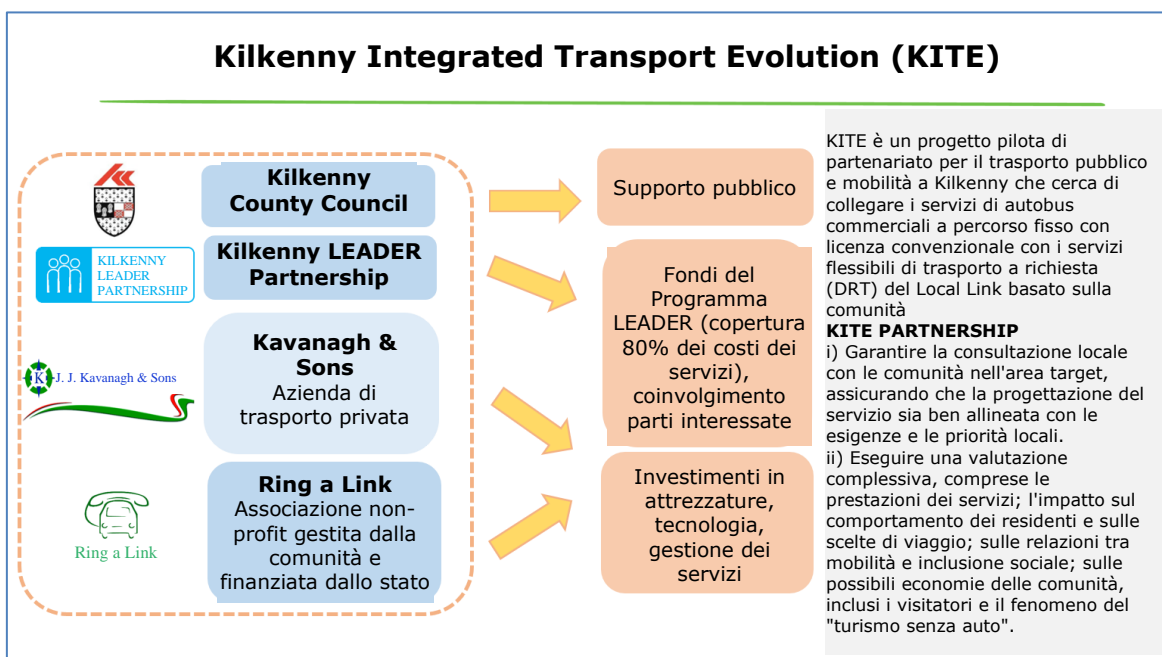 Kilkenny Integrated Transport Evolution (KITE)
Kilkenny
County Council
KILKENNY
LEADER
PARTNERSHIP
Kilkenny LEADER
Partnership
K
J. J. Kavanagh & Sons
Kavanagh &
Sons
Azienda di
trasporto privata
Ring a Link
Ring a Link
Associazione non-
profit gestita dalla
comunità e
finanziata dallo stato
Supporto pubblico
Fondi del
Programma
LEADER (copertura
80% dei costi dei
servizi),
coinvolgimento
parti interessate
Investimenti in
attrezzature,
tecnologia,
gestione dei
servizi
KITE è un progetto pilota di
partenariato per il trasporto pubblico
e mobilità a Kilkenny che cerca di
collegare i servizi di autobus
commerciali a percorso fisso con
licenza convenzionale con i servizi
flessibili di trasporto a richiesta
(DRT) del Local Link basato sulla
comunità
KITE PARTNERSHIP
i) Garantire la consultazione locale
con le comunità nell'area target,
assicurando che la progettazione del
servizio sia ben allineata con le
esigenze e le priorità locali.
ii) Eseguire una valutazione
complessiva, comprese le
prestazioni dei servizi; l'impatto sul
comportamento dei residenti e sulle
scelte di viaggio; sulle relazioni tra
mobilità e inclusione sociale; sulle
possibili economie delle comunità,
inclusi i visitatori e il fenomeno del
"turismo senza auto".